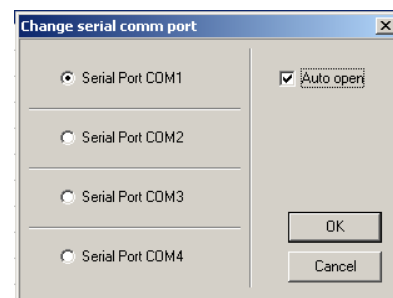 Change serial comm port
Serial Port COM1
Auto open
Serial Port COM2
Serial Port COM3
OK
Serial Port COM4
Cancel